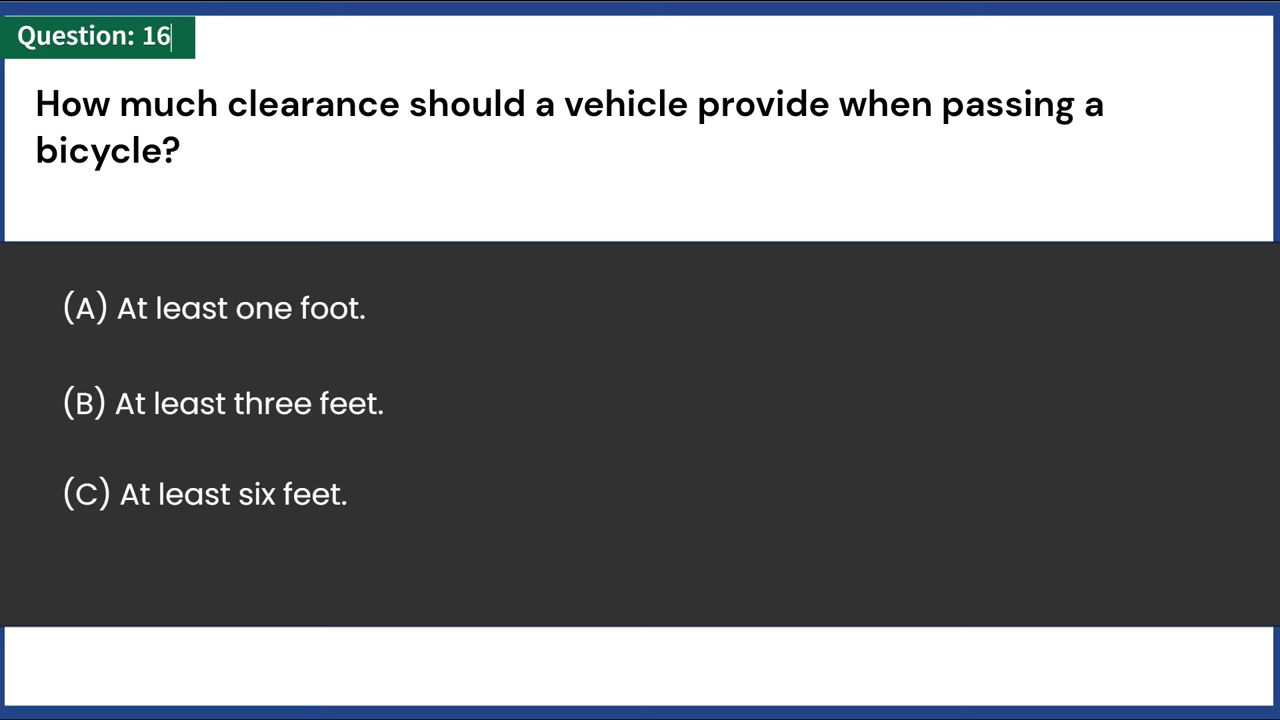 Question: 16
How much clearance should a vehicle provide when passing a
bicycle?
(A) At least one foot.
(B) At least three feet.
(C) At least six feet.